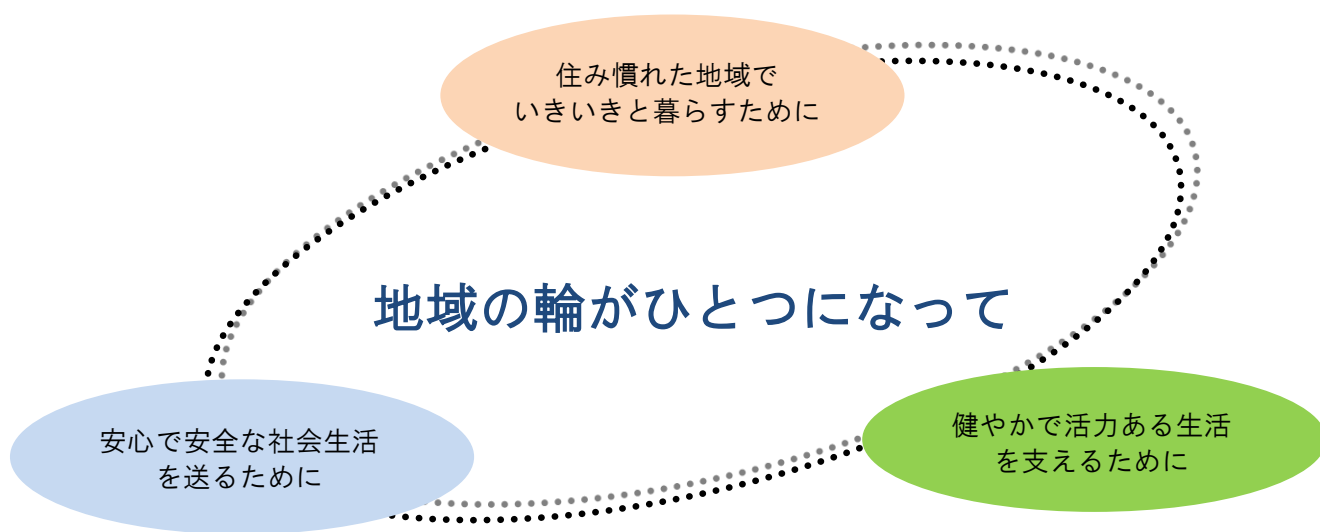 住み慣れた地域で
いきいきと暮らすために
地域の輪がひとつになって
安心で安全な社会生活
を送るために
健やかで活力ある生活
を支えるために